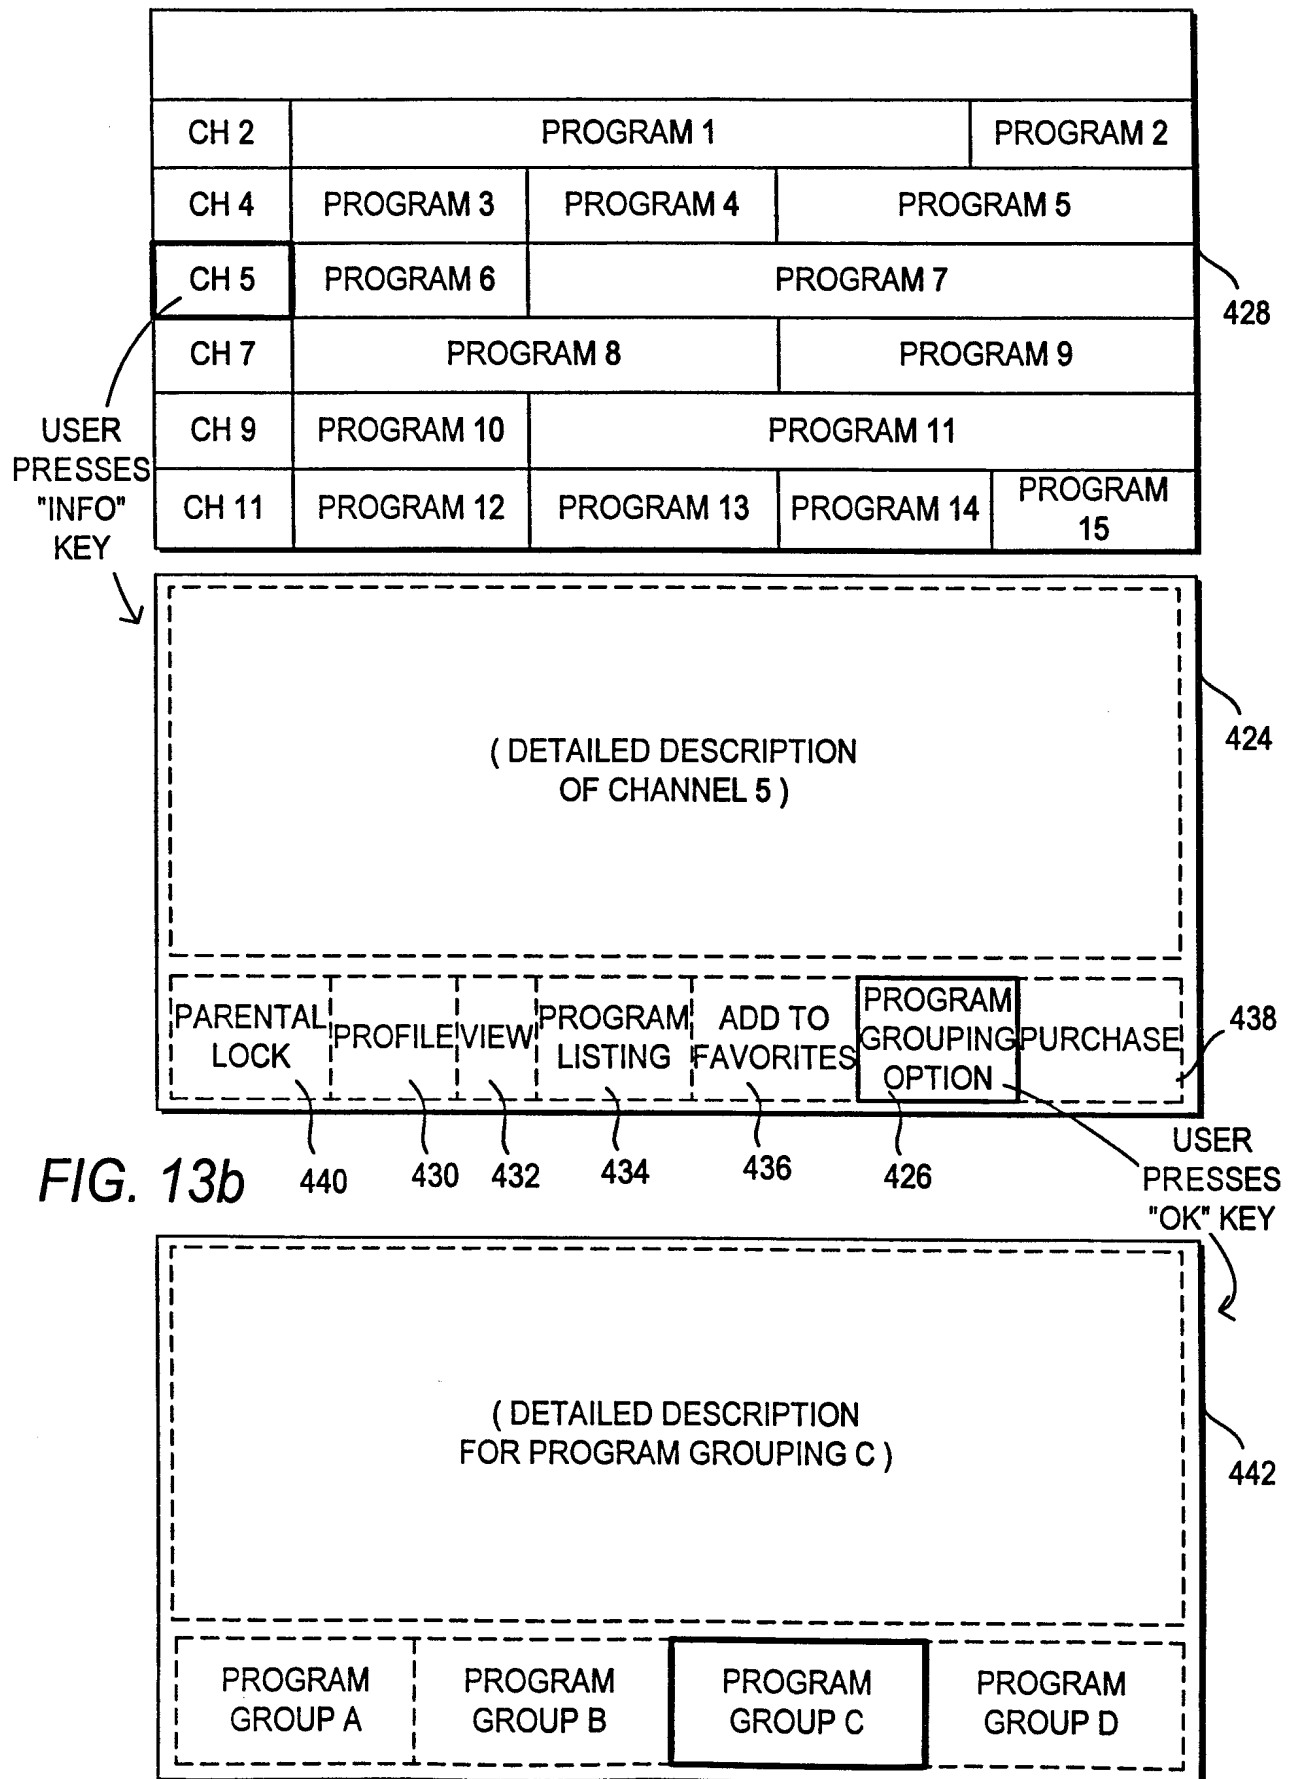 CH 2 PROGRAM 1 PROGRAM 2
CH 4 PROGRAM 3 PROGRAM 4 PROGRAM 5
CH 5 PROGRAM 6 PROGRAM 7
428
CH 7 PROGRAM 8 PROGRAM 9
CH 9 PROGRAM 10 PROGRAM 11
CH 11 PROGRAM 12 PROGRAM 13 PROGRAM 14 PROGRAM
15
USER
PRESSES
"INFO"
KEY
424
( DETAILED DESCRIPTION
OF CHANNEL 5 )
PARENTAL
LOCK
PROFILE
VIEW
PROGRAM
LISTING
ADD TO
FAVORITES
PROGRAM
GROUPING
OPTION
PURCHASE
438
440 430 432 434 436 426
USER
PRESSES
"OK" KEY
FIG. 13b
( DETAILED DESCRIPTION
FOR PROGRAM GROUPING C )
442
PROGRAM
GROUP A
PROGRAM
GROUP B
PROGRAM
GROUP C
PROGRAM
GROUP D